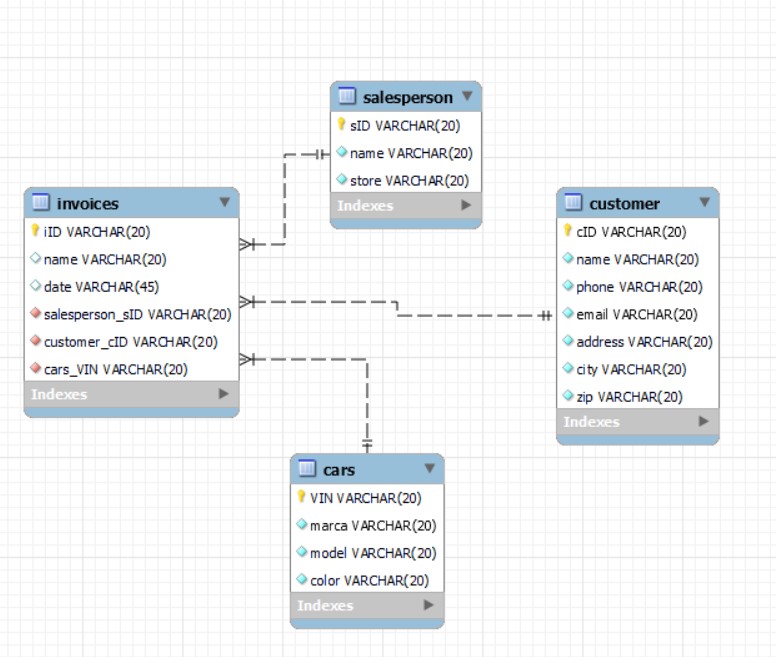 salesperson
sID VARCHAR(20)
name VARCHAR(20)
store VARCHAR(20)
Indexes
invoices
iID VARCHAR(20)
name VARCHAR(20)
date VARCHAR(45)
salesperson_sID VARCHAR(20)
customer_cID VARCHAR(20)
cars_VIN VARCHAR(20)
Indexes
customer
cID VARCHAR(20)
name VARCHAR(20)
phone VARCHAR(20)
email VARCHAR(20)
address VARCHAR(20)
city VARCHAR(20)
zip VARCHAR(20)
Indexes
cars
VIN VARCHAR(20)
marca VARCHAR(20)
model VARCHAR(20)
color VARCHAR(20)
Indexes